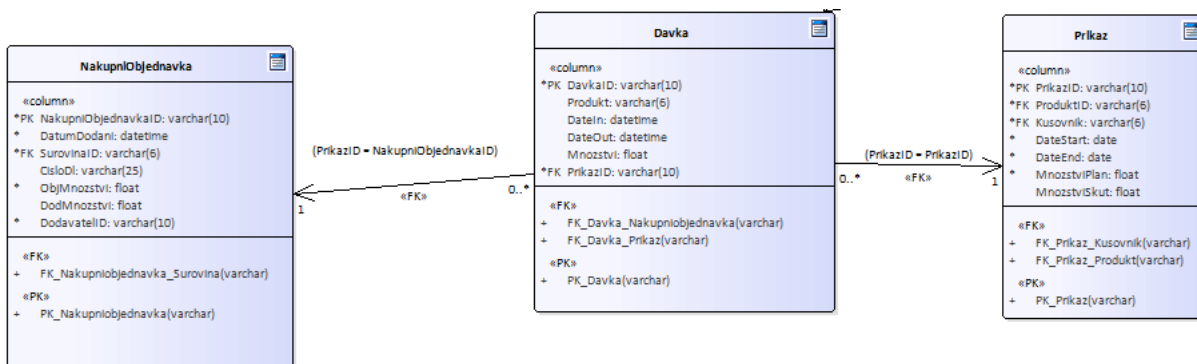 NakupniObjednavka
«column»
*PK NakupniObjednavkaID: varchar(10)
* DatumDodani: datetime
*FK SurovinaID: varchar(6)
CisloDl: varchar(25)
* ObjMnozstvi: float
DodMnozstvi: float
* DodavatelID: varchar(10)
«FK»
+ FK_Nakupniobjednavka_Surovina(varchar)
«PK»
+ PK_Nakupniobjednavka(varchar)
(PrikazID = NakupniObjednavkaID)
1
«FK»
0..*
Davka
«column»
*PK DavkaID: varchar(10)
Produkt: varchar(6)
DateIn: datetime
DateOut: datetime
Mnozstvi: float
*FK PrikazID: varchar(10)
«FK»
+ FK_Davka_Nakupniobjednavka(varchar)
+ FK_Davka_Prikaz(varchar)
«PK»
+ PK_Davka(varchar)
(PrikazID = PrikazID)
0..*
«FK»
1
Prikaz
«column»
*PK PrikazID: varchar(10)
*FK ProduktID: varchar(6)
*FK Kusovnik: varchar(6)
* DateStart: date
* DateEnd: date
* MnozstviPlan: float
MnozstviSkut: float
«FK»
+ FK_Prikaz_Kusovnik(varchar)
+ FK_Prikaz_Produkt(varchar)
«PK»
+ PK_Prikaz(varchar)